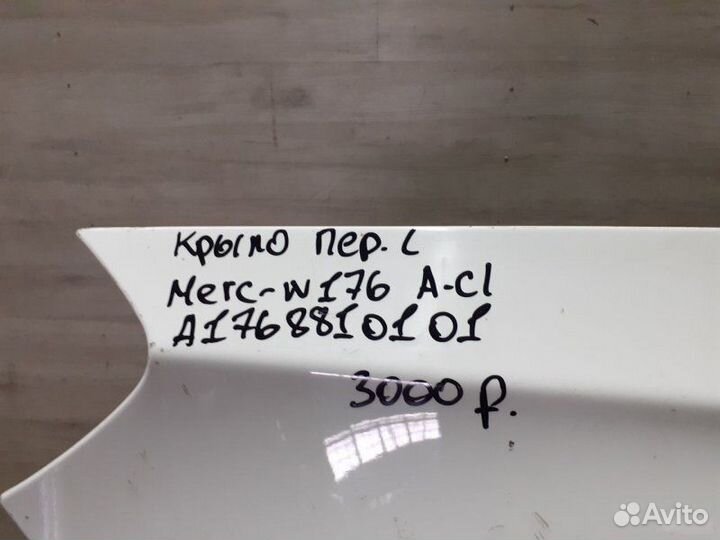 Крыло пер. L
Merc-W176 A-Cl
A1768810101
3000 р.
Avito